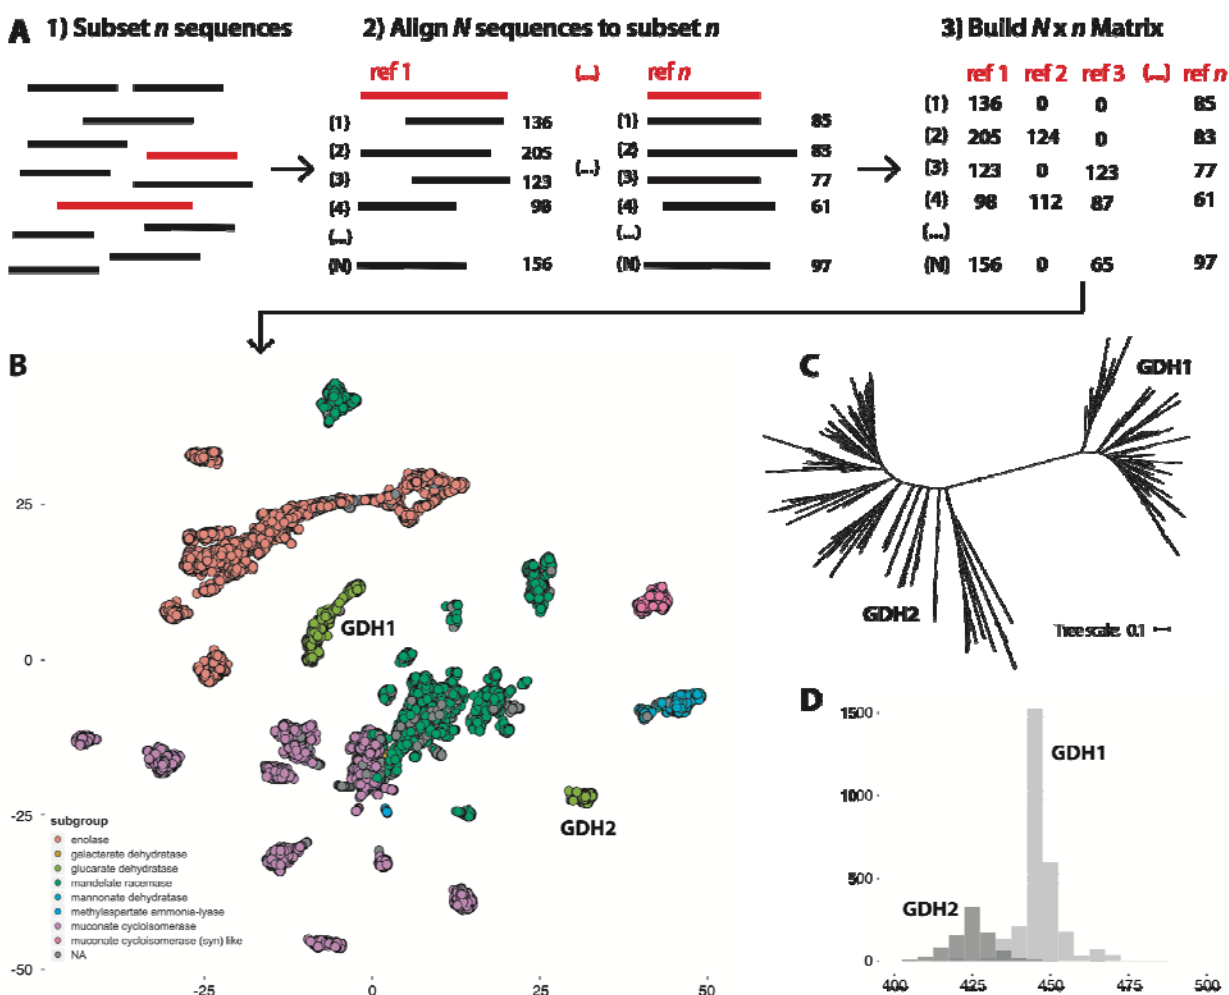 A 1) Subset n sequences 2) Align N sequences to subset n 3) Build N x n Matrix
ref 1 (...) ref n
ref 1 ref 2 ref 3 (...) ref n
(1) 136 (1) 85
(2) 205 (...) (2) 83
(3) 123 (3) 77
(4) 98 (4) 61
(...) (...)
(N) 156 (N) 97
(1) 136 0 0 85
(2) 205 124 0 83
(3) 123 0 123 77
(4) 98 112 87 61
(...)
(N) 156 0 65 97
B
25
0
-25
-50
-25 0 25 50
GDH1
GDH2
subgroup
enolase
galactarate dehydratase
glucarate dehydratase
mandelate racemase
mannonate dehydratase
methylaspartate ammonia-lyase
muconate cycloisomerase
muconate cycloisomerase (syn) like
NA
C
GDH1
GDH2
Tree scale: 0.1
D
1500
1000
500
0
GDH1
GDH2
400 425 450 475 500